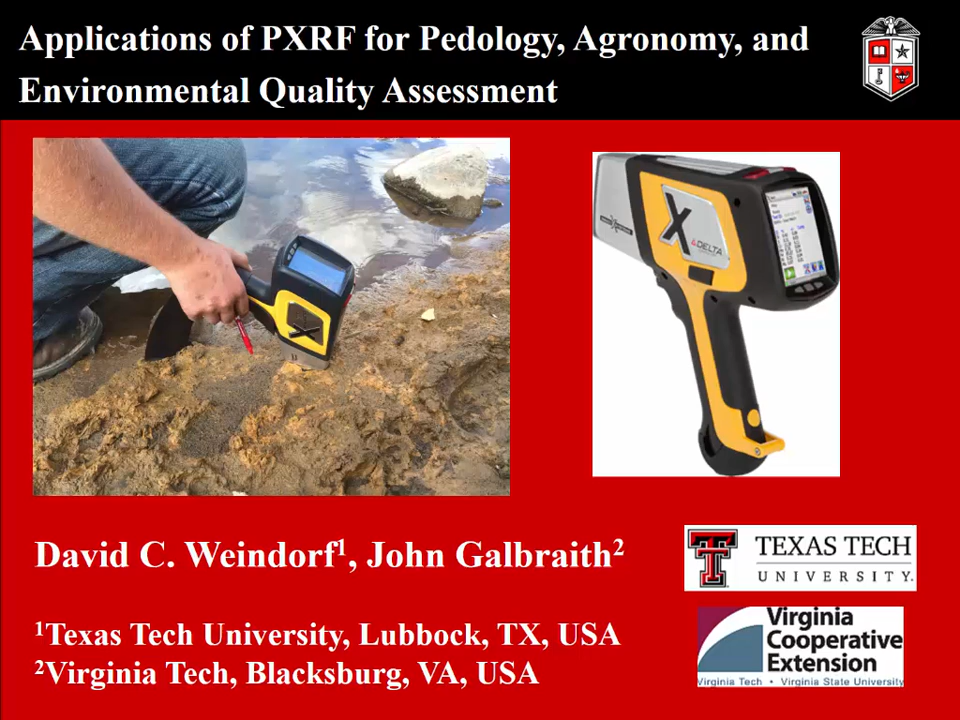 Applications of PXRF for Pedology, Agronomy, and
Environmental Quality Assessment
X
DELTA
X
David C. Weindorf¹, John Galbraith²
TEXAS TECH
UNIVERSITY.
¹Texas Tech University, Lubbock, TX, USA
²Virginia Tech, Blacksburg, VA, USA
Virginia
Cooperative
Extension
Virginia Tech • Virginia State University